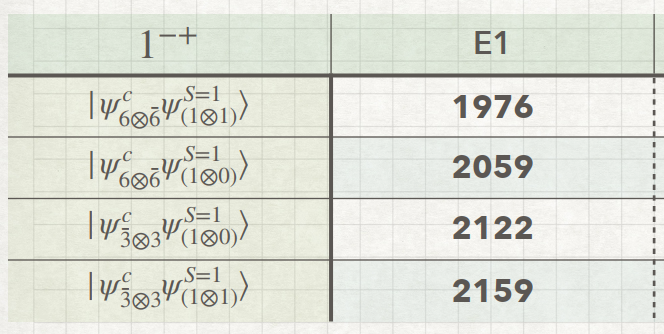 1⁻⁺ E1
|ψ^c_{6⊗6̄} ψ^{S=1}_{(1⊗1)}⟩ 1976
|ψ^c_{6⊗6̄} ψ^{S=1}_{(1⊗0)}⟩ 2059
|ψ^c_{3̄⊗3} ψ^{S=1}_{(1⊗0)}⟩ 2122
|ψ^c_{3̄⊗3} ψ^{S=1}_{(1⊗1)}⟩ 2159